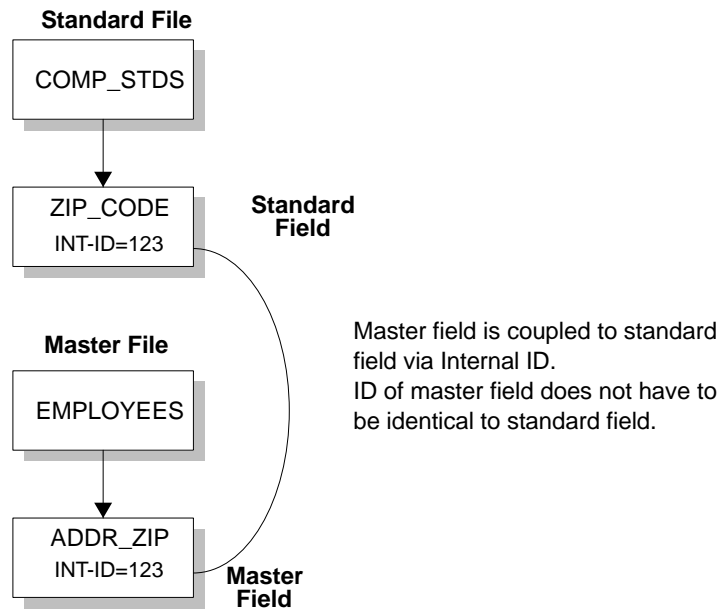 Standard File
COMP_STDS
ZIP_CODE
INT-ID=123
Standard
Field
Master File
EMPLOYEES
Master field is coupled to standard
field via Internal ID.
ID of master field does not have to
be identical to standard field.
ADDR_ZIP
INT-ID=123
Master
Field